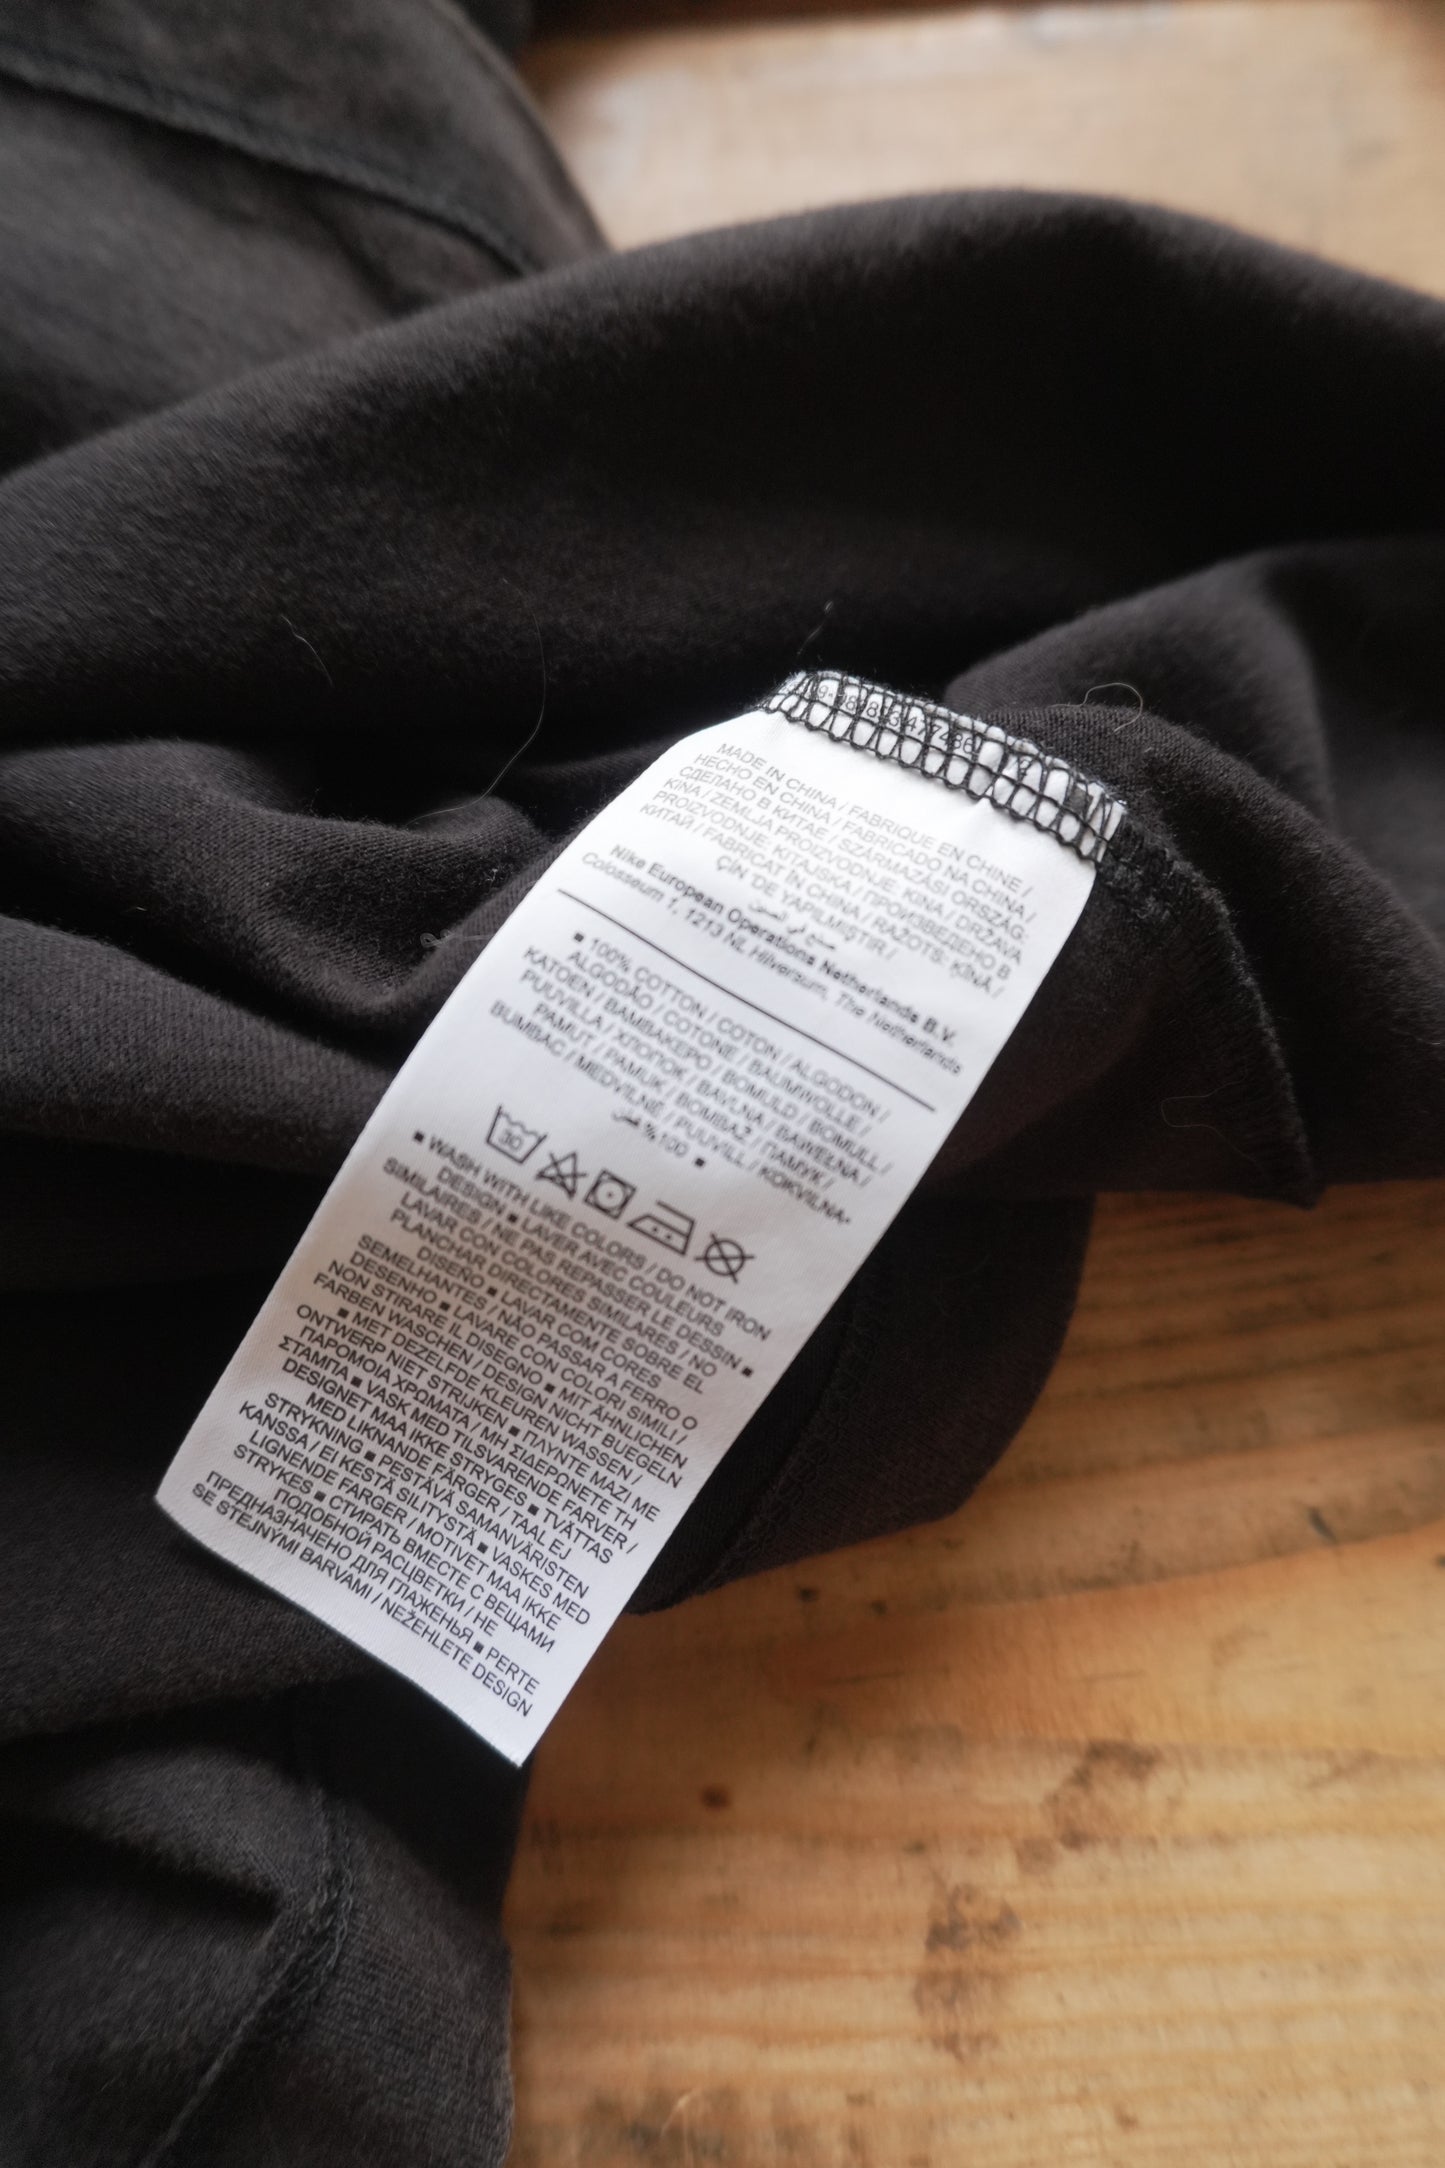 MADE IN CHINA / FABRIQUE EN CHINE /
HECHO EN CHINA / FABRICADO NA CHINA /
СДЕЛАНО В КИТАЕ / SZÁRMAZÁSI ORSZÁG:
KÍNA / ZEMLJA PROIZVODNJE: KINA / DRŽAVA
PROIZVODNJE: KITAJSKA / ПРОИЗВЕДЕНО В
КИТАЙ / FABRICAT ÎN CHINA / RAŽOTS: ĶĪNĀ /
ÇİN 'DE YAPILMIŞTIR /
صنع في الصين
Nike European Operations Netherlands B.V.
Colosseum 1, 1213 NL Hilversum, The Netherlands
▪ 100% COTTON / COTON / ALGODON /
ALGODÃO / COTONE / BAUMWOLLE /
KATOEN / ΒΑΜΒΑΚΕΡΟ / BOMULD / BOMULL /
PUUVILLA / ХЛОПОК / BAVLNA / BAWEŁNA /
PAMUT / PAMUK / BOMBAŽ / ПАМУК /
BUMBAC / MEDVILNĖ / PUUVILL / KOKVILNA▪
100% قطن ▪
30
▪ WASH WITH LIKE COLORS / DO NOT IRON
DESIGN ▪ LAVER AVEC COULEURS
SIMILAIRES / NE PAS REPASSER LE DESSIN ▪
LAVAR CON COLORES SIMILARES / NO
PLANCHAR DIRECTAMENTE SOBRE EL
DISEÑO ▪ LAVAR COM CORES
SEMELHANTES / NÃO PASSAR A FERRO O
DESENHO ▪ LAVARE CON COLORI SIMILI /
NON STIRARE IL DISEGNO ▪ MIT ÄHNLICHEN
FARBEN WASCHEN / DESIGN NICHT BUEGELN
▪ MET DEZELFDE KLEUREN WASSEN /
ONTWERP NIET STRIJKEN ▪ ΠΛΥΝΤΕ ΜΑΖΙ ΜΕ
ΠΑΡΟΜΟΙΑ ΧΡΩΜΑΤΑ / ΜΗ ΣΙΔΕΡΩΝΕΤΕ ΤΗ
ΣΤΑΜΠΑ ▪ VASK MED TILSVARENDE FARVER /
DESIGNET MAA IKKE STRYGES ▪ TVÄTTAS
MED LIKNANDE FÄRGER / TAAL EJ
STRYKNING ▪ PESTÄVÄ SAMANVÄRISTEN
KANSSA / EI KESTÄ SILITYSTÄ ▪ VASKES MED
LIGNENDE FARGER / MOTIVET MAA IKKE
STRYKES ▪ СТИРАТЬ ВМЕСТЕ С ВЕЩАМИ
ПОДОБНОЙ РАСЦВЕТКИ / НЕ
ПРЕДНАЗНАЧЕНО ДЛЯ ГЛАЖЕНЬЯ ▪ PERTE
SE STEJNÝMI BARVAMI / NEŽEHLETE DESIGN